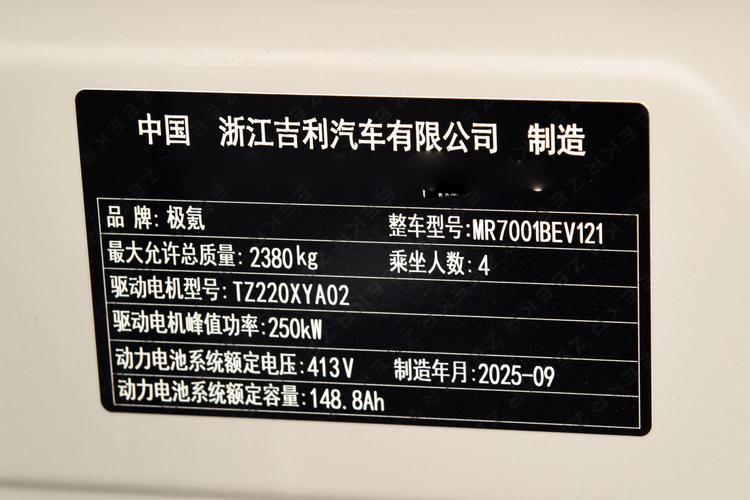 中国 浙江吉利汽车有限公司 制造
品牌:极氪 整车型号:MR7001BEV121
最大允许总质量:2380kg 乘坐人数:4
驱动电机型号:TZ220XYA02
驱动电机峰值功率:250kW
动力电池系统额定电压:413V 制造年月:2025-09
动力电池系统额定容量:148.8Ah